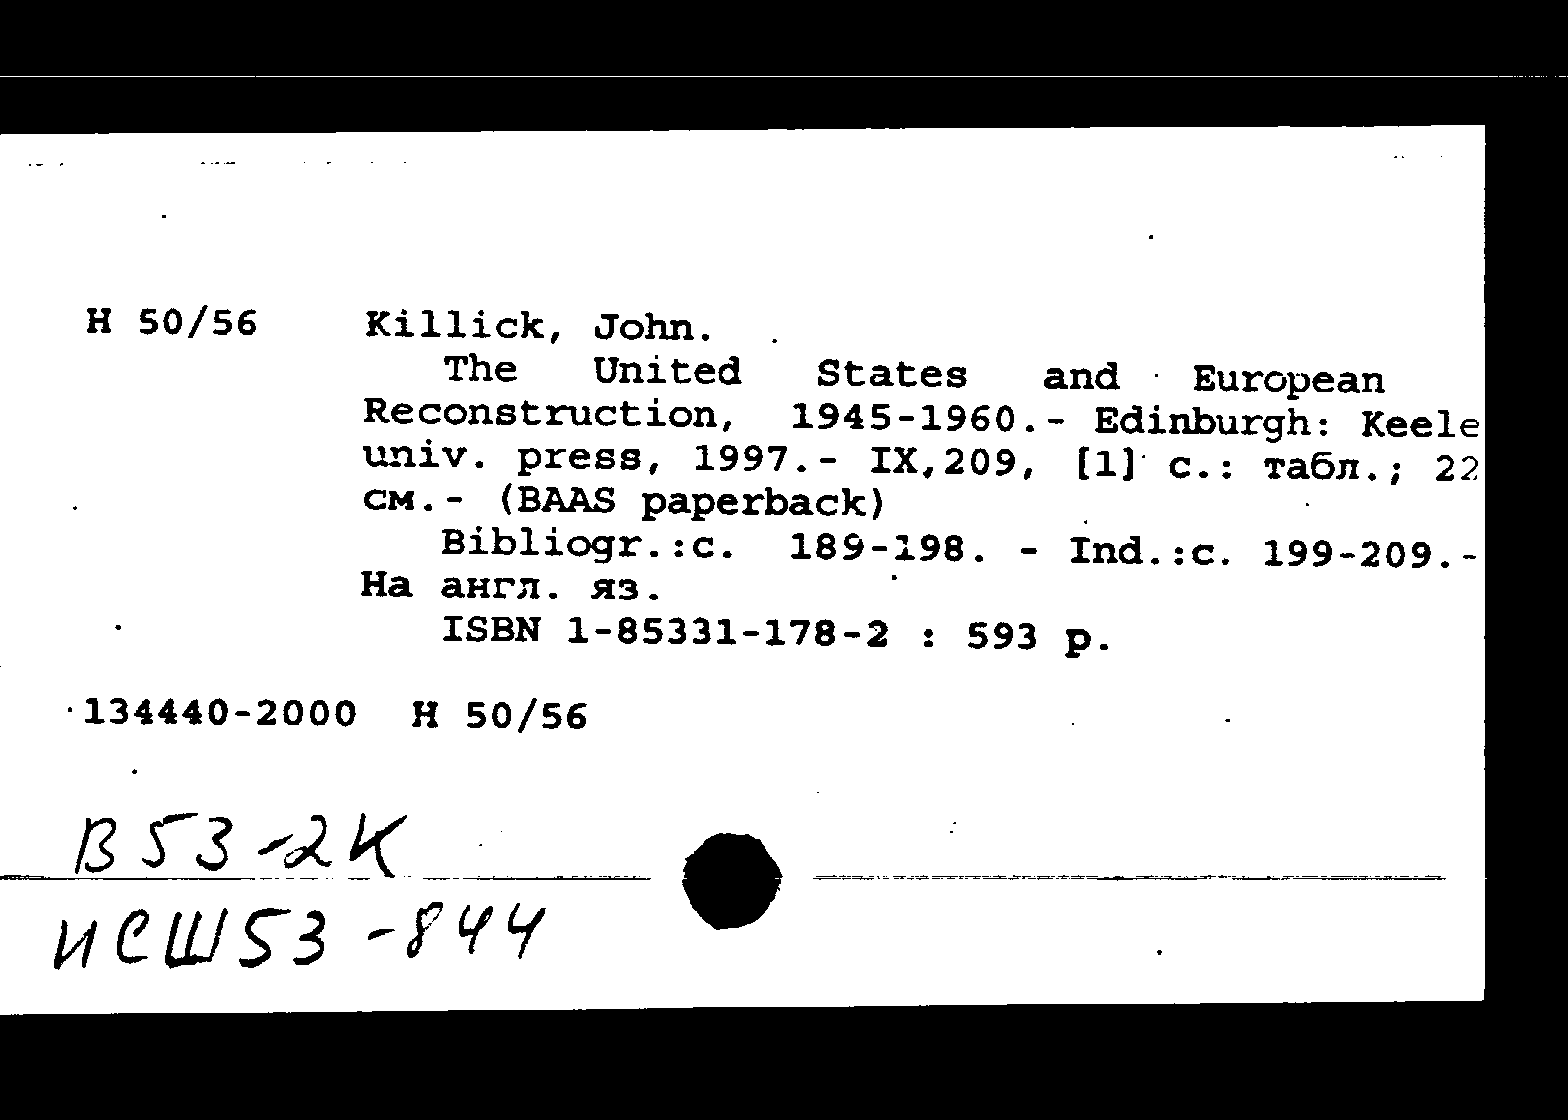 Н 50/56 Killick, John.
The United States and European
Reconstruction, 1945-1960.- Edinburgh: Keele
univ. press, 1997.- IX,209, [1] с.: табл.; 22
см.- (BAAS paperback)
Bibliogr.:с. 189-198. - Ind.:с. 199-209.-
На англ. яз.
ISBN 1-85331-178-2 : 593 р.
134440-2000 Н 50/56
В 53-2К
ИСШ53-844